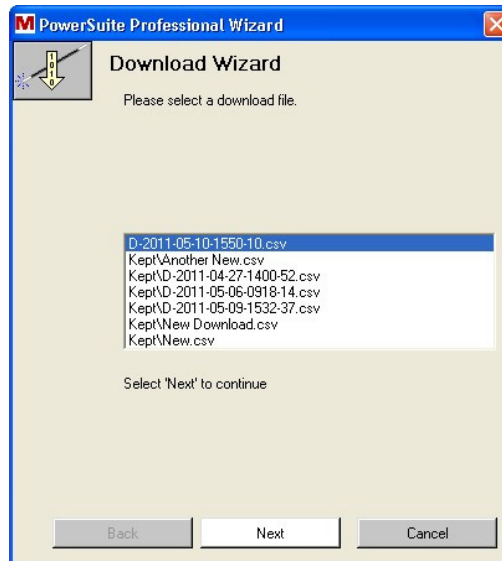 M PowerSuite Professional Wizard
1010
Download Wizard
Please select a download file.
D-2011-05-10-1550-10.csv
Kept\Another New.csv
Kept\D-2011-04-27-1400-52.csv
Kept\D-2011-05-06-0918-14.csv
Kept\D-2011-05-09-1532-37.csv
Kept\New Download.csv
Kept\New.csv
Select 'Next' to continue
Back Next Cancel